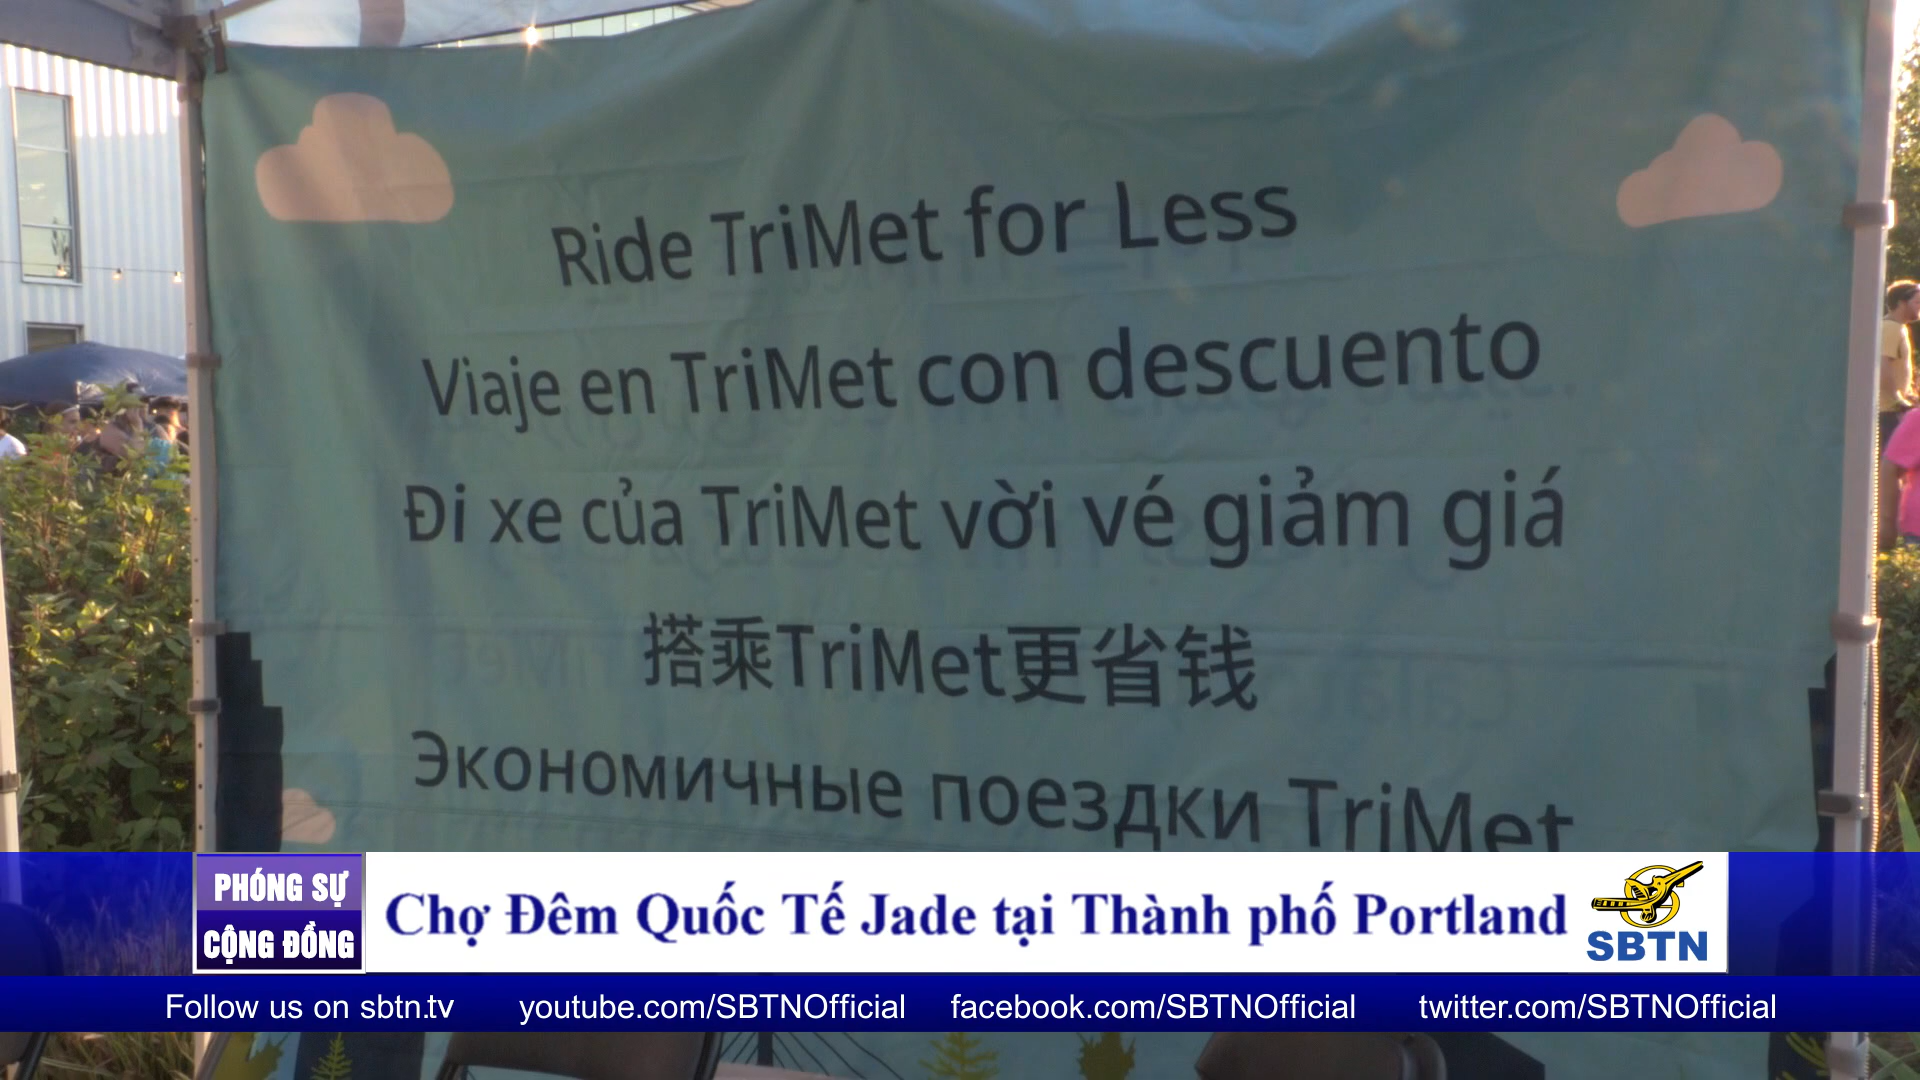 Ride TriMet for Less
Viaje en TriMet con descuento
Đi xe của TriMet vời vé giảm giá
搭乘TriMet更省钱
Экономичные поездки TriMet
PHÓNG SỰ
CỘNG ĐỒNG
Chợ Đêm Quốc Tế Jade tại Thành phố Portland
SBTN
Follow us on sbtn.tv youtube.com/SBTNOfficial facebook.com/SBTNOfficial twitter.com/SBTNOfficial